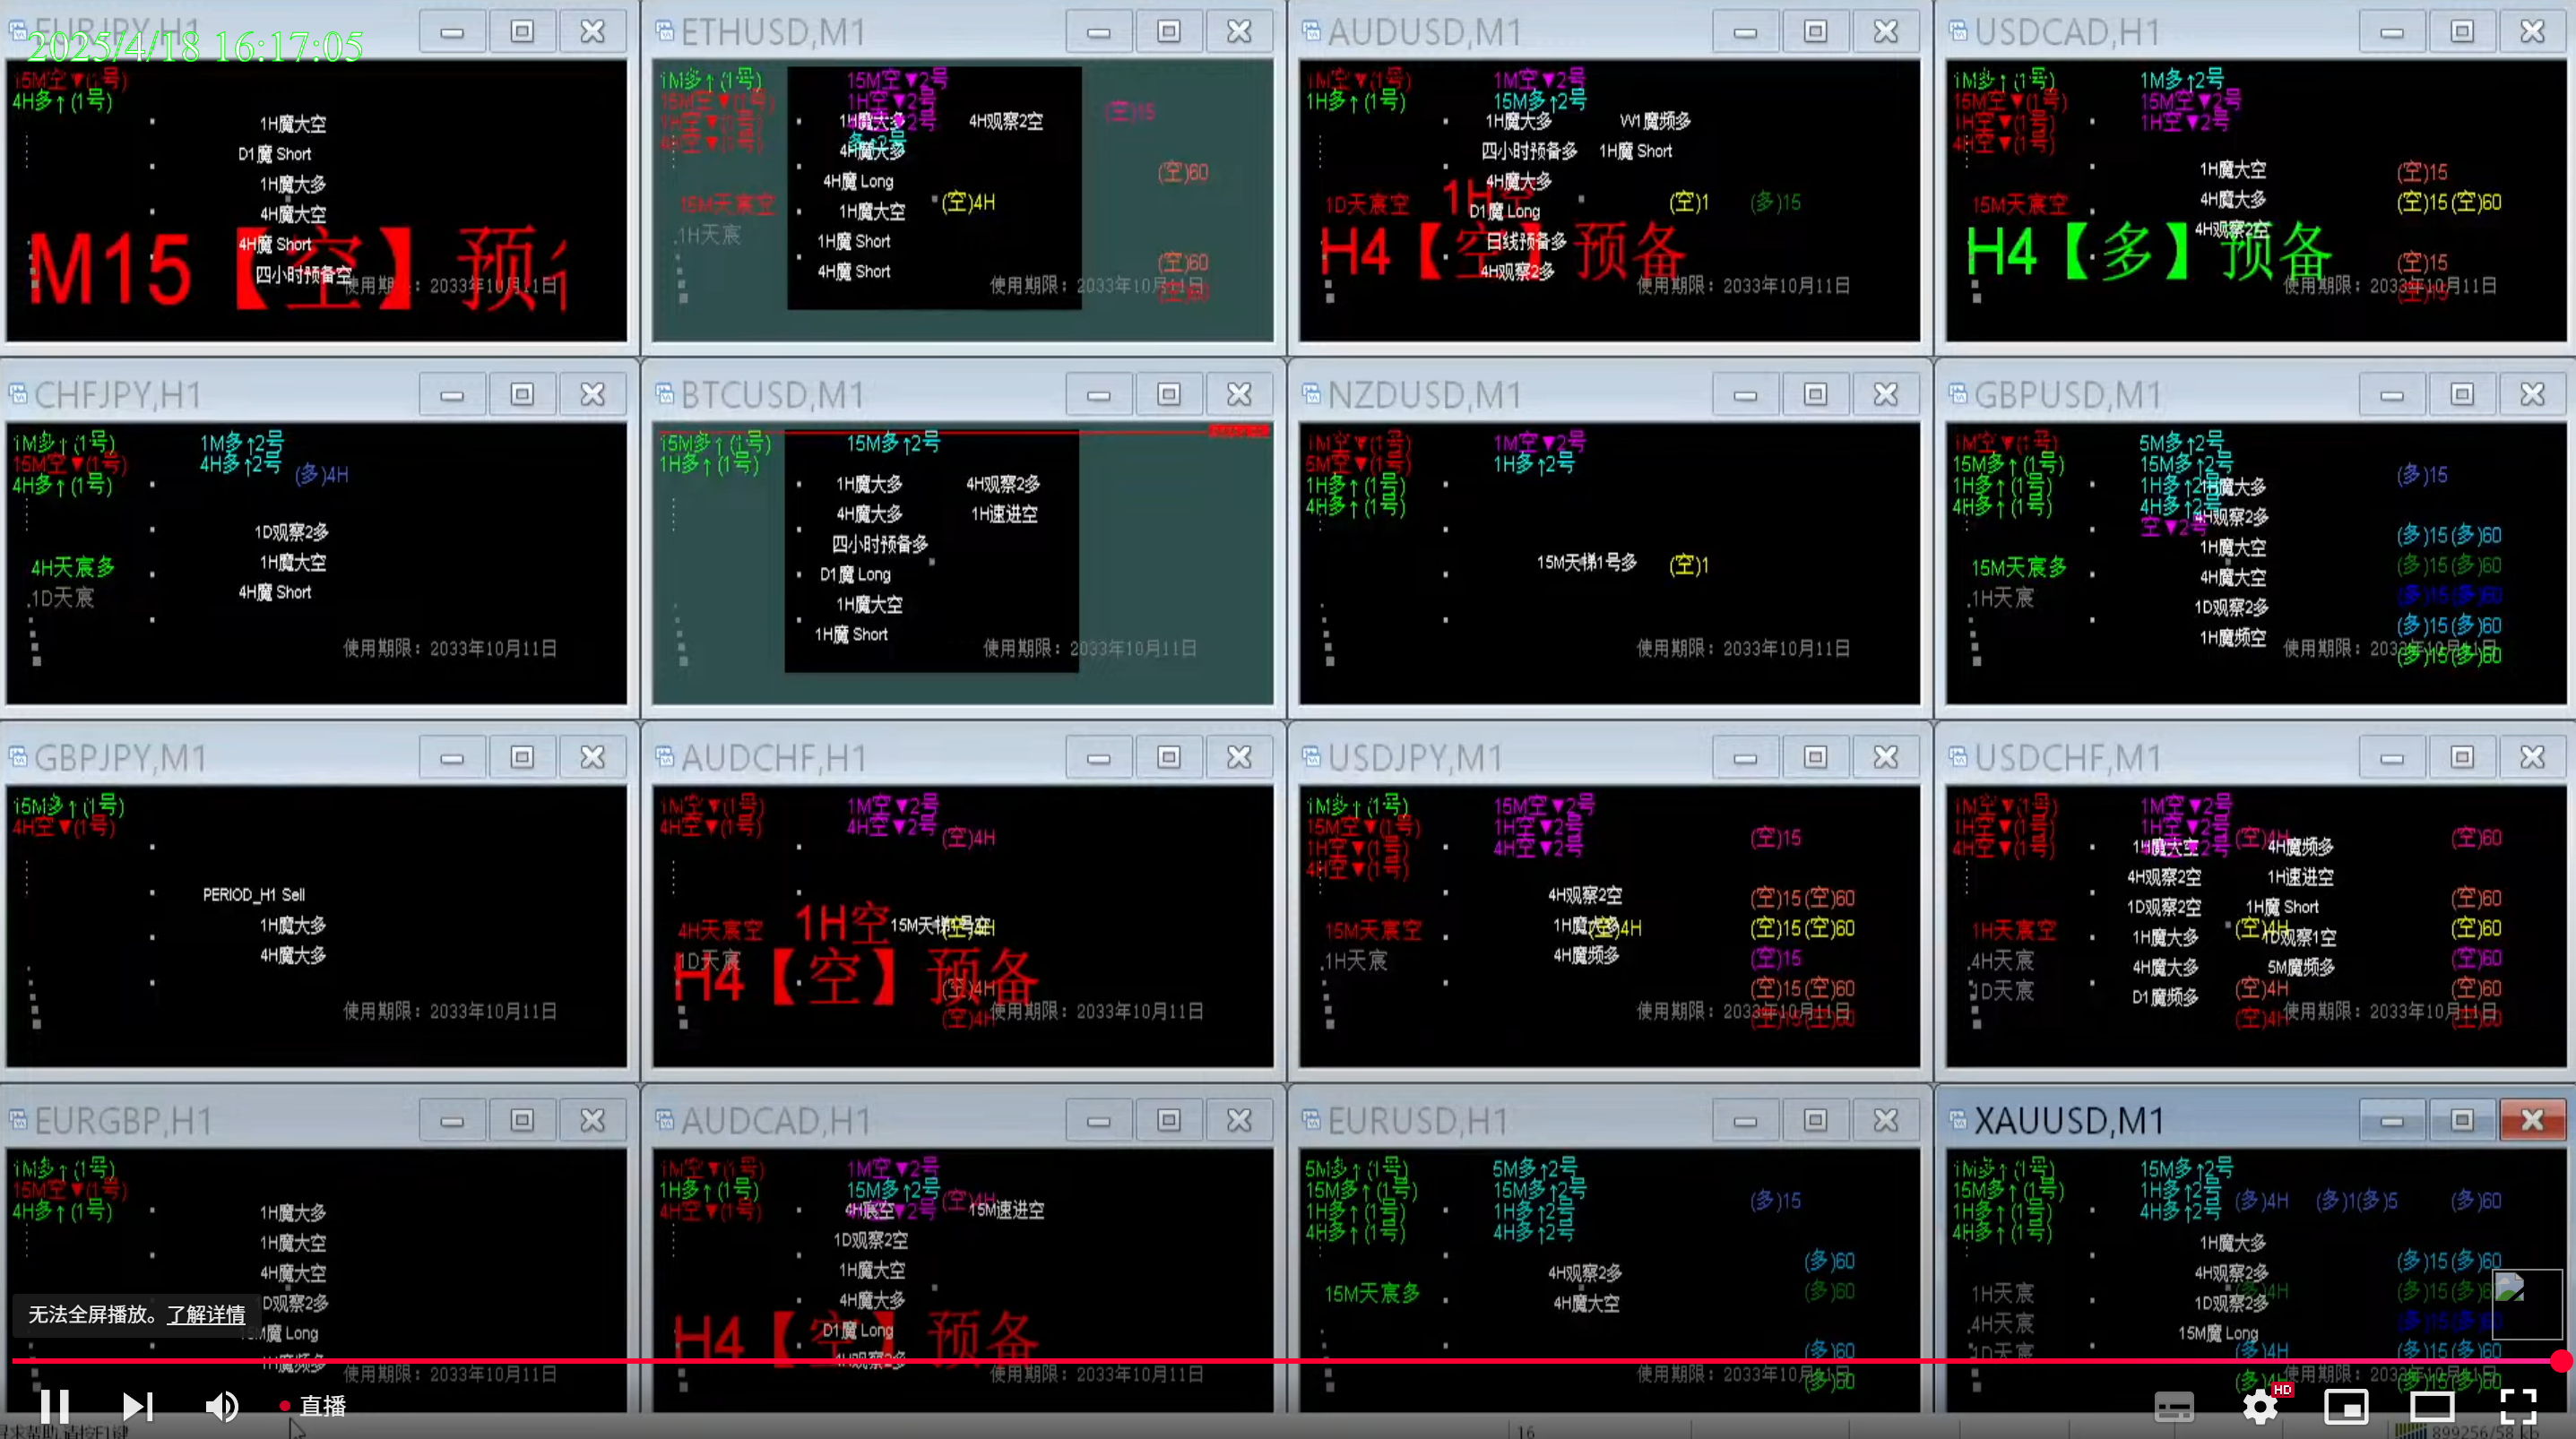 EURJPY,H1
2025/4/18 16:17:05
15M空▼(1号)
4H多↑(1号)
1H魔大空
D1魔 Short
1H魔大多
4H魔大空
4H魔 Short
四小时预备空
M15【空】预
ETHUSD,M1
1M多↑(1号)
15M空▼(1号)
15M空▼2号
1H空▼2号
(空)15
1H魔大多
4H观察2空
4H魔大多
(空)60
4H魔 Long
15M天宸空
1H魔大空
(空)4H
.1H天宸
1H魔 Short
(空)60
4H魔 Short
使用期限：2033年10月11日
(空)60
AUDUSD,M1
1M空▼(1号)
1M空▼2号
1H多↑(1号)
15M多↑2号
1H魔大多
W1魔频多
四小时预备多
1H魔 Short
4H魔大多
1D天宸空
1H空
(空)1
(多)15
D1魔 Long
日线预备多
H4【空】预备
4H观察2多
使用期限：2033年10月11日
USDCAD,H1
1M多↑(1号)
1M多↑2号
15M空▼(1号)
15M空▼2号
1H空▼(1号)
1H空▼2号
4H空▼(1号)
1H魔大空
(空)15
4H魔大多
15M天宸空
(空)15(空)60
4H观察2空
H4【多】预备
(空)15
使用期限：2033年10月11日
(空)15
CHFJPY,H1
1M多↑(1号)
1M多↑2号
15M空▼(1号)
4H多↑2号
(多)4H
4H多↑(1号)
1D观察2多
1H魔大空
4H天宸多
4H魔 Short
.1D天宸
使用期限：2033年10月11日
BTCUSD,M1
15M多↑(1号)
15M多↑2号
1H多↑(1号)
1H魔大多
4H观察2多
4H魔大多
1H速进空
四小时预备多
D1魔 Long
1H魔大空
1H魔 Short
使用期限：2033年10月11日
NZDUSD,M1
1M空▼(1号)
1M空▼2号
5M空▼(1号)
1H多↑2号
1H多↑(1号)
4H多↑(1号)
15M天梯1号多
(空)1
使用期限：2033年10月11日
GBPUSD,M1
1M空▼(1号)
5M多↑2号
15M多↑(1号)
15M多↑2号
(多)15
1H多↑(1号)
1H多↑2号
4H多↑(1号)
4H多↑2号
空▼2号
4H观察2多
1H魔大空
(多)15(多)60
15M天宸多
4H魔大空
(多)15(多)60
.1H天宸
1D观察2多
(多)15(多)60
1H魔频空
(多)15(多)60
使用期限：2033年10月11日
(多)15(多)60
GBPJPY,M1
15M多↑(1号)
4H空▼(1号)
PERIOD_H1 Sell
1H魔大多
4H魔大多
使用期限：2033年10月11日
AUDCHF,H1
1M空▼(1号)
1M空▼2号
4H空▼(1号)
4H空▼2号
(空)4H
4H天宸空
1H空
15M天梯1号空
1D天宸
H4【空】预备
(空)4H
(空)4H
使用期限：2033年10月11日
USDJPY,M1
1M多↑(1号)
15M空▼2号
15M空▼(1号)
1H空▼2号
(空)15
1H空▼(1号)
4H空▼2号
4H空▼(1号)
4H观察2空
(空)15(空)60
15M天宸空
1H魔大多
(空)4H
(空)15(空)60
.1H天宸
4H魔频多
(空)15
(空)15(空)60
使用期限：2033年10月11日
(空)15(空)60
USDCHF,M1
1M空▼(1号)
1M空▼2号
1H空▼(1号)
1H空▼2号
(空)4H
(空)60
4H空▼(1号)
1H魔大空
4H魔频多
4H观察2空
1H速进空
1D观察2空
1H魔 Short
(空)60
1H天宸空
1H魔大多
(空)4H
1D观察1空
(空)60
.4H天宸
4H魔大多
5M魔频多
(空)60
1D天宸
D1魔频多
(空)4H
(空)60
(空)4H
使用期限：2033年10月11日
(空)60
EURGBP,H1
1M多↑(1号)
15M空▼(1号)
4H多↑(1号)
1H魔大多
1H魔大空
4H魔大空
1D观察2多
15M魔 Long
1H魔频多
使用期限：2033年10月11日
AUDCAD,H1
1M空▼(1号)
1M空▼2号
1H多↑(1号)
15M多↑2号
(空)4H
4H空▼(1号)
4H宸空
15M速进空
1D观察2空
1H魔大空
4H魔大多
D1魔 Long
H4【空】预备
4H观察2多
使用期限：2033年10月11日
EURUSD,H1
5M多↑(1号)
5M多↑2号
15M多↑(1号)
15M多↑2号
(多)15
1H多↑(1号)
1H多↑2号
4H多↑(1号)
4H多↑2号
(多)60
4H观察2多
15M天宸多
(多)60
4H魔大空
(多)60
使用期限：2033年10月11日
(多)60
XAUUSD,M1
1M多↑(1号)
15M多↑2号
15M多↑(1号)
1H多↑2号
(多)4H
(多)1(多)5
(多)60
1H多↑(1号)
4H多↑2号
4H多↑(1号)
1H魔大多
(多)15(多)60
4H观察2多
1H天宸
1D观察2多
.4H天宸
15M魔 Long
1D天宸
(多)4H
(多)15(多)60
使用期限：2033年10月11日
(多)15(多)60
无法全屏播放。了解详情
直播
HD
16
899256/58 kb